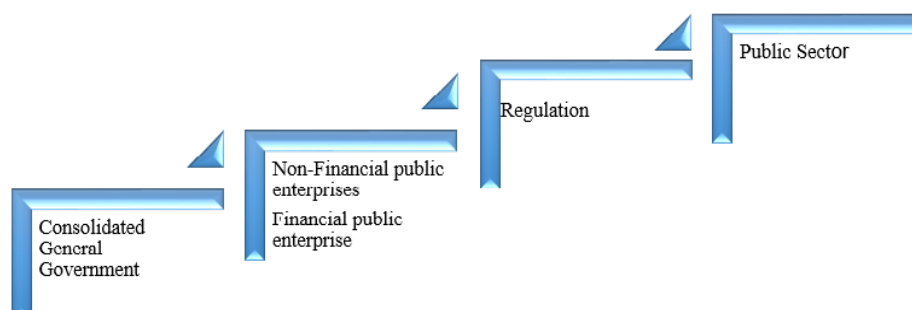 Consolidated
General
Government
Non-Financial public
enterprises
Financial public
enterprise
Regulation
Public Sector